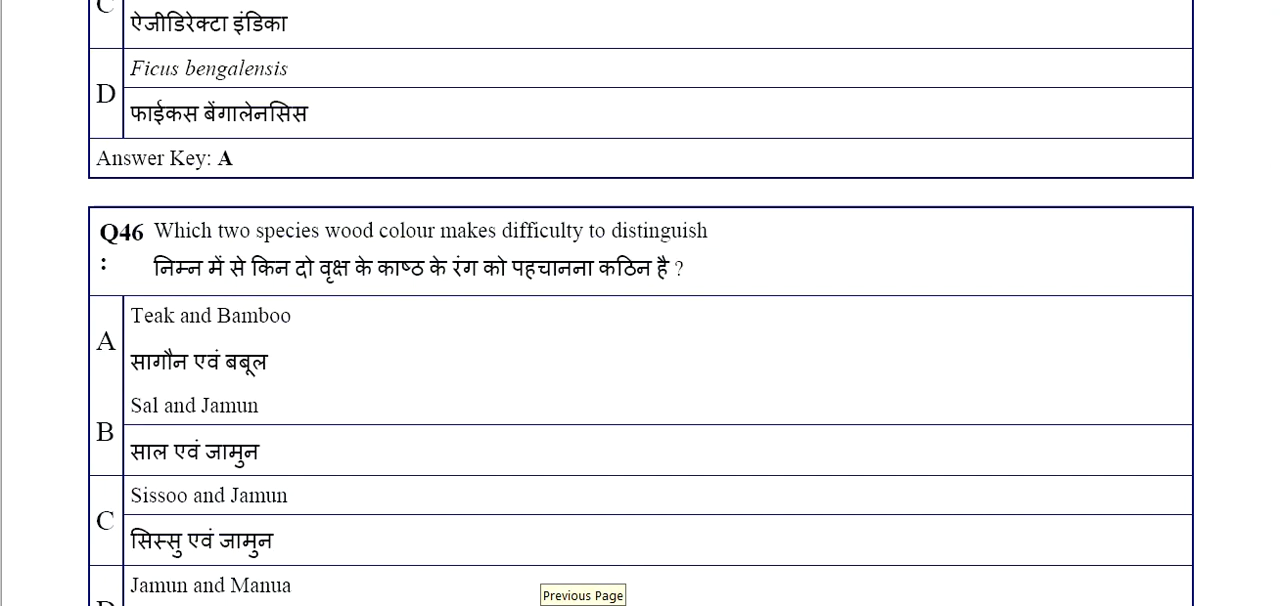 C
ऐजीडिरेक्टा इंडिका
Ficus bengalensis
D
फाईकस बेंगालेनसिस
Answer Key: A
Q46 Which two species wood colour makes difficulty to distinguish
: निम्न में से किन दो वृक्ष के काष्ठ के रंग को पहचानना कठिन है ?
Teak and Bamboo
A
सागौन एवं बबूल
Sal and Jamun
B
साल एवं जामुन
Sissoo and Jamun
C
सिस्सु एवं जामुन
Jamun and Manua
D
Previous Page